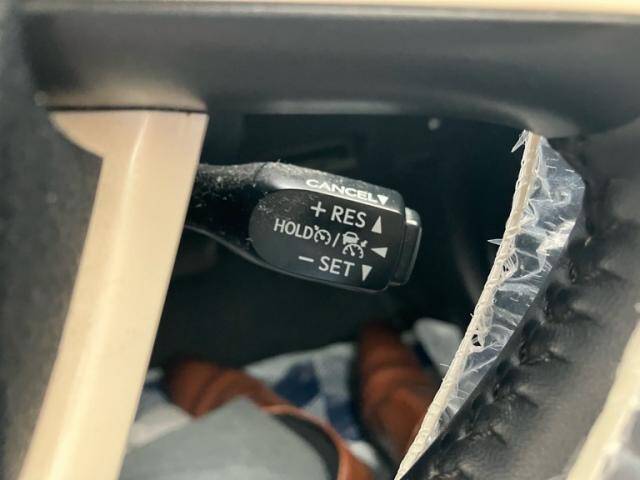 CANCEL▼
+ RES ▲
HOLD / ◀
− SET ▼